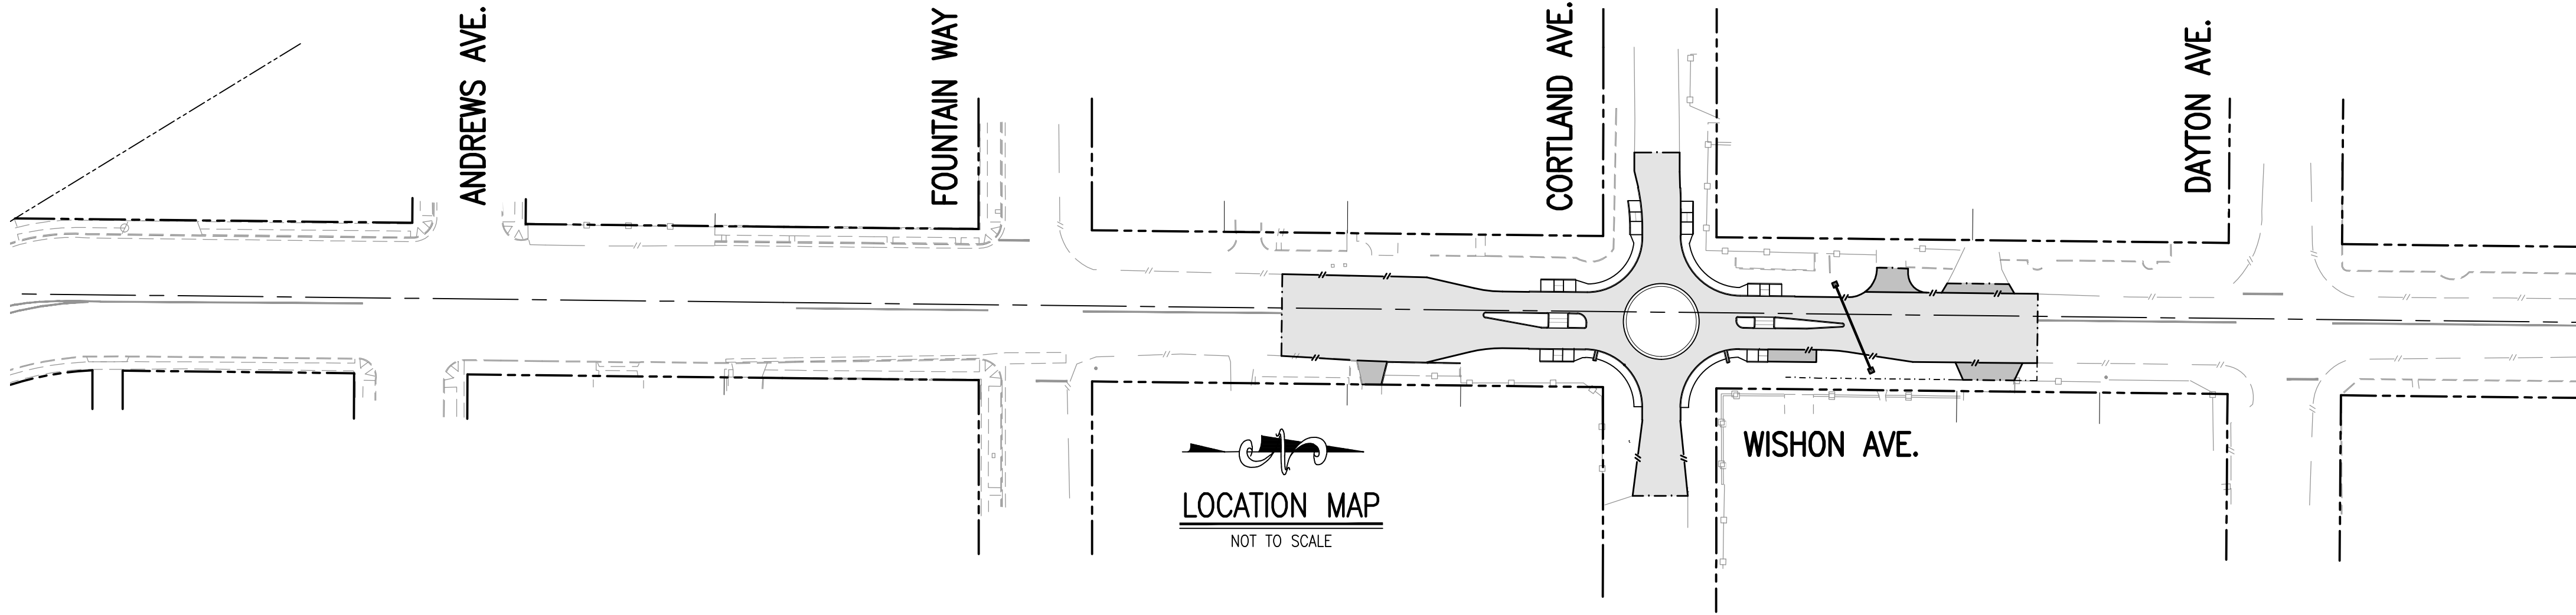 ANDREWS AVE.
FOUNTAIN WAY
CORTLAND AVE.
DAYTON AVE.
WISHON AVE.
LOCATION MAP
NOT TO SCALE